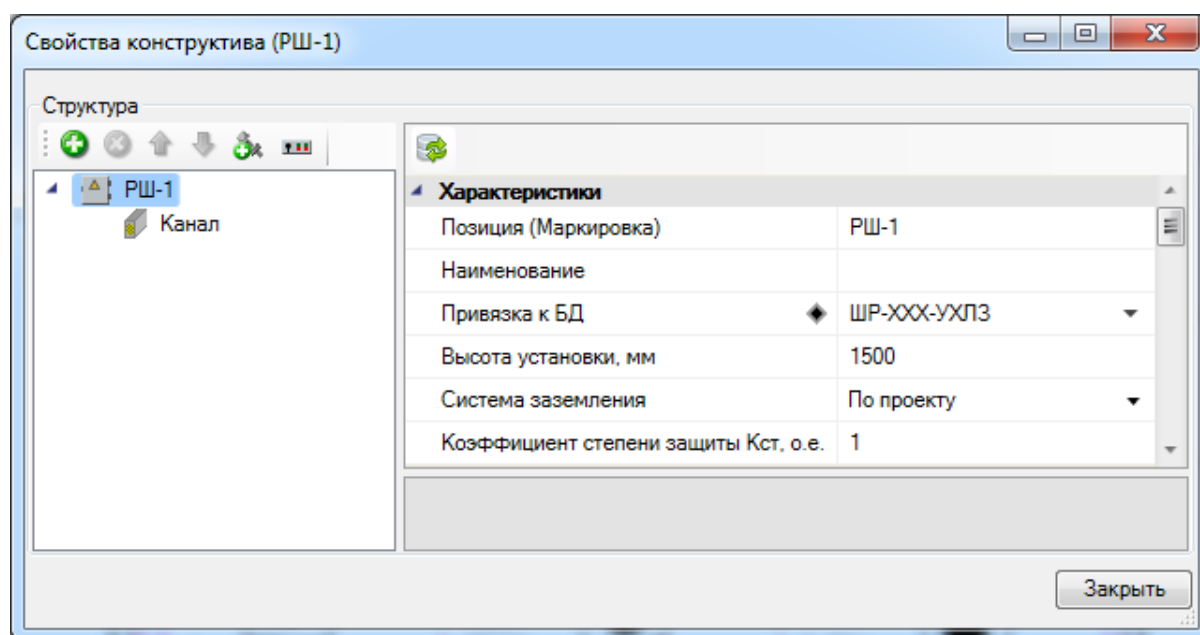 Свойства конструктива (РШ-1)
Структура
РШ-1
Канал
Характеристики
Позиция (Маркировка) РШ-1
Наименование
Привязка к БД ШР-ХХХ-УХЛ3
Высота установки, мм 1500
Система заземления По проекту
Коэффициент степени защиты Кст, о.е. 1
Закрыть